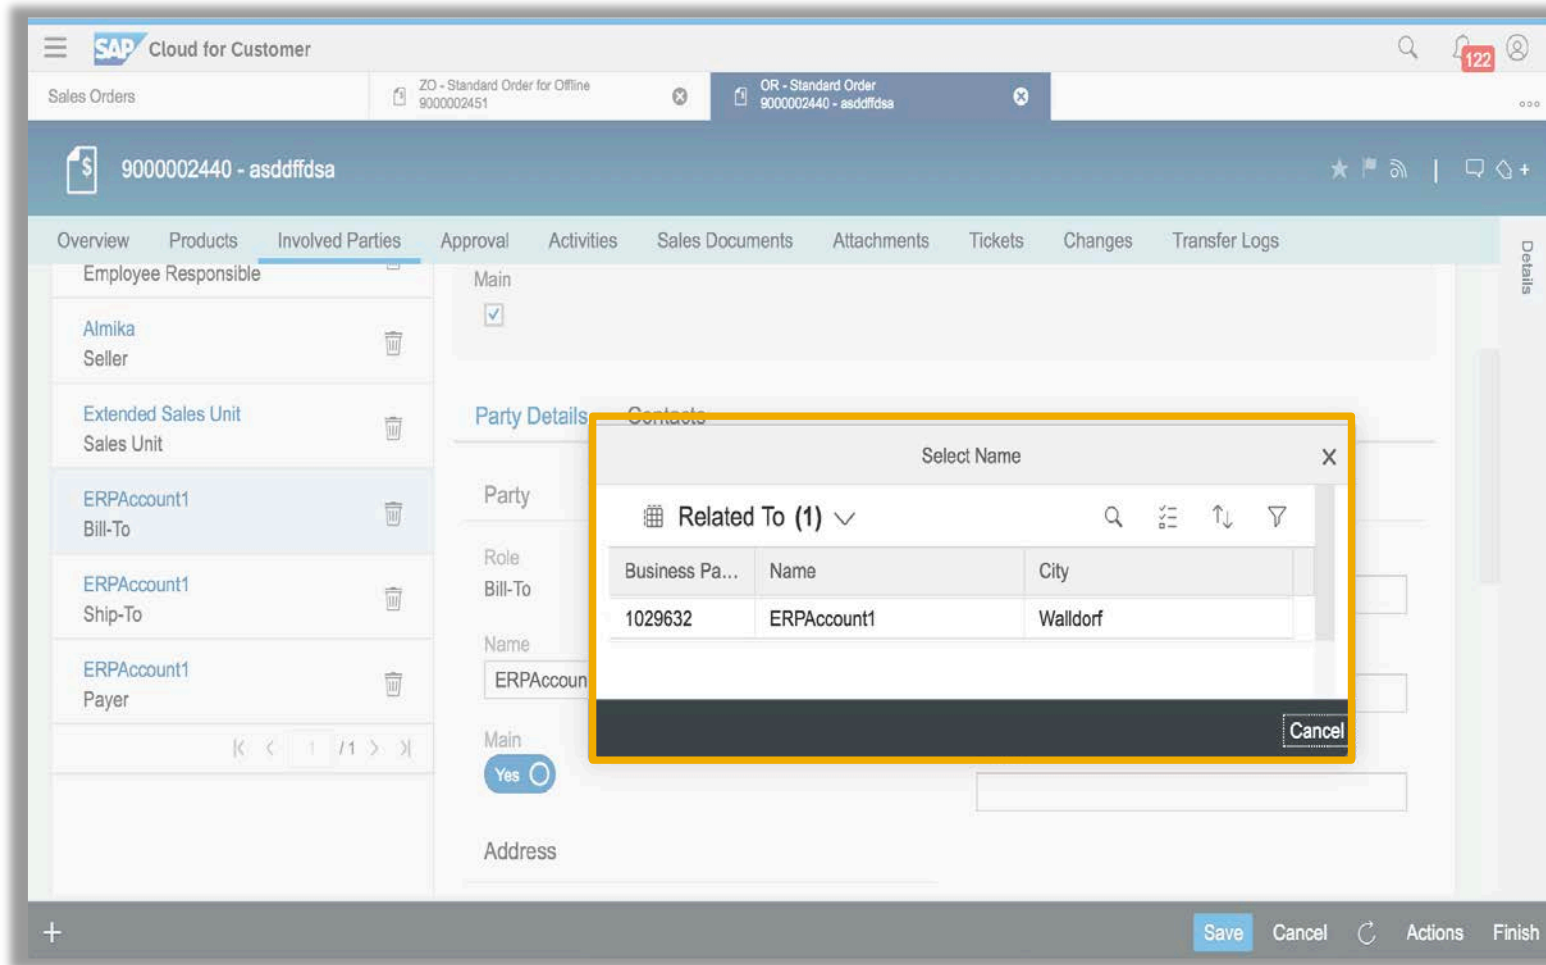 SAP Cloud for Customer
122
Sales Orders
ZO - Standard Order for Offline
9000002451
OR - Standard Order
9000002440 - asddffdsa
9000002440 - asddffdsa
Overview Products Involved Parties Approval Activities Sales Documents Attachments Tickets Changes Transfer Logs
Details
Employee Responsible
Almika
Seller
Extended Sales Unit
Sales Unit
ERPAccount1
Bill-To
ERPAccount1
Ship-To
ERPAccount1
Payer
1 / 1
Main
Party Details Contacts
Party
Role
Bill-To
Name
ERPAccoun
Main
Yes
Address
Select Name X
Related To (1)
Business Pa... Name City
1029632 ERPAccount1 Walldorf
Cancel
Save Cancel Actions Finish